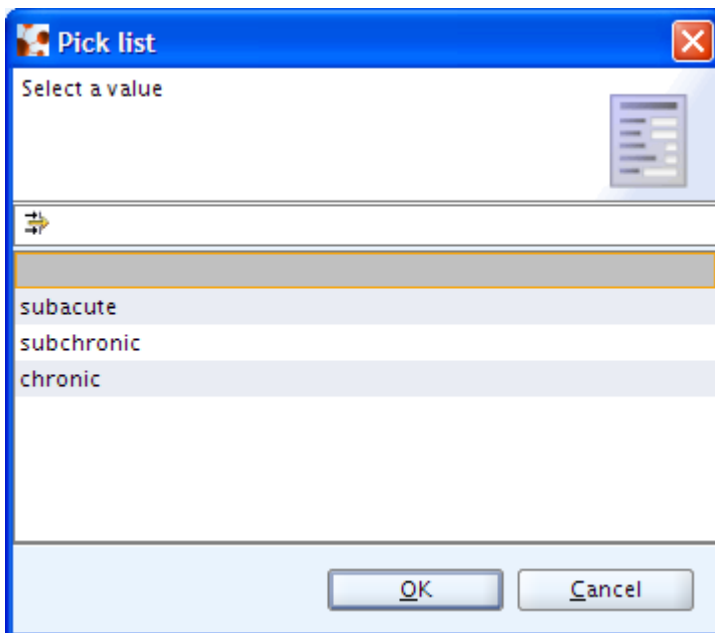 Pick list
Select a value
subacute
subchronic
chronic
OK
Cancel